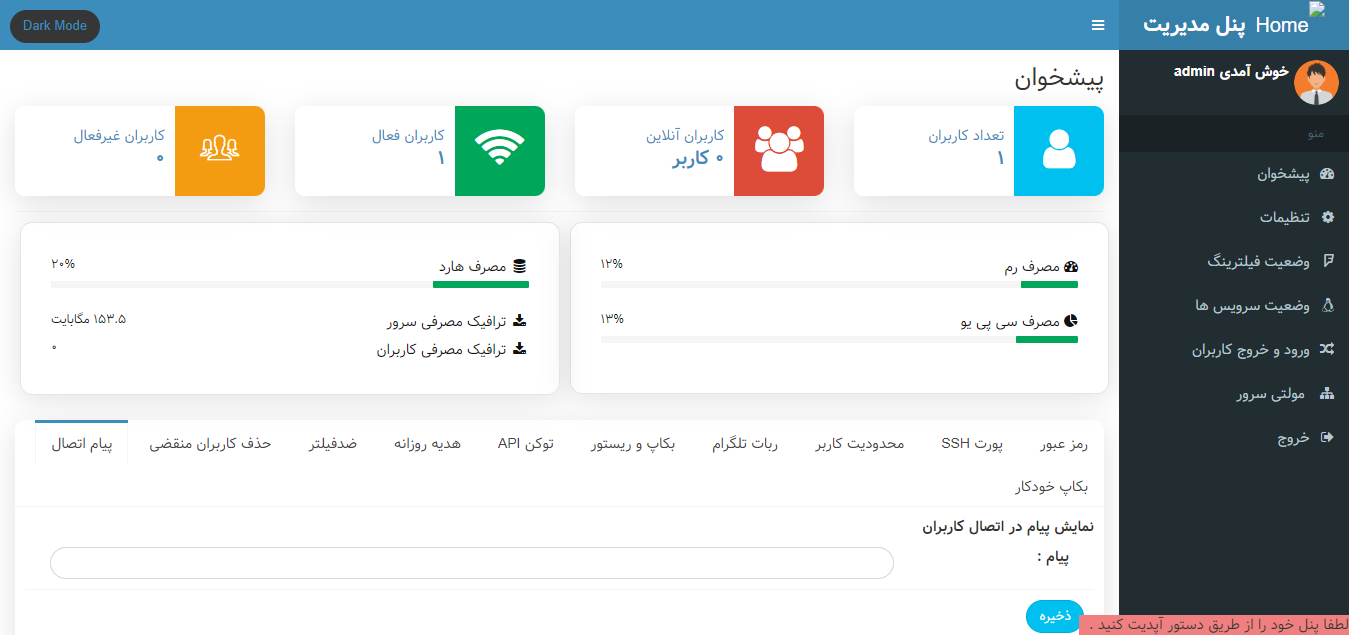 پنل مدیریت Home
Dark Mode
خوش آمدی admin
منو
پیشخوان
تنظیمات
وضعیت فیلترینگ
وضعیت سرویس ها
ورود و خروج کاربران
مولتی سرور
خروج
پیشخوان
تعداد کاربران
۱
کاربران آنلاین
۰ کاربر
کاربران فعال
۱
کاربران غیرفعال
۰
مصرف رم
۱۲%
مصرف سی پی یو
۱۳%
مصرف هارد
۲۰%
ترافیک مصرفی سرور
۱۵۳.۵ مگابایت
ترافیک مصرفی کاربران
۰
رمز عبور پورت SSH محدودیت کاربر ربات تلگرام بکاپ و ریستور توکن API هدیه روزانه ضدفیلتر حذف کاربران منقضی پیام اتصال
بکاپ خودکار
نمایش پیام در اتصال کاربران
پیام :
ذخیره
لطفا پنل خود را از طریق دستور آپدیت کنید .